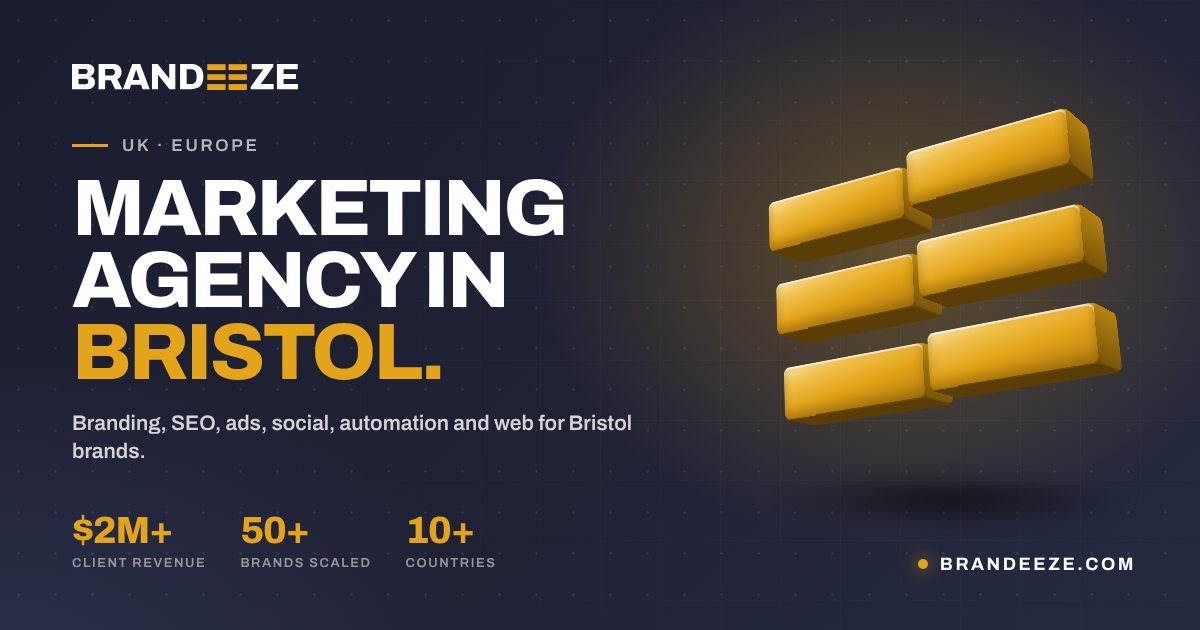 BRANDEEZE
UK · EUROPE
MARKETING
AGENCY IN
BRISTOL.
Branding, SEO, ads, social, automation and web for Bristol
brands.
$2M+ 50+ 10+
CLIENT REVENUE BRANDS SCALED COUNTRIES
BRANDEEZE.COM